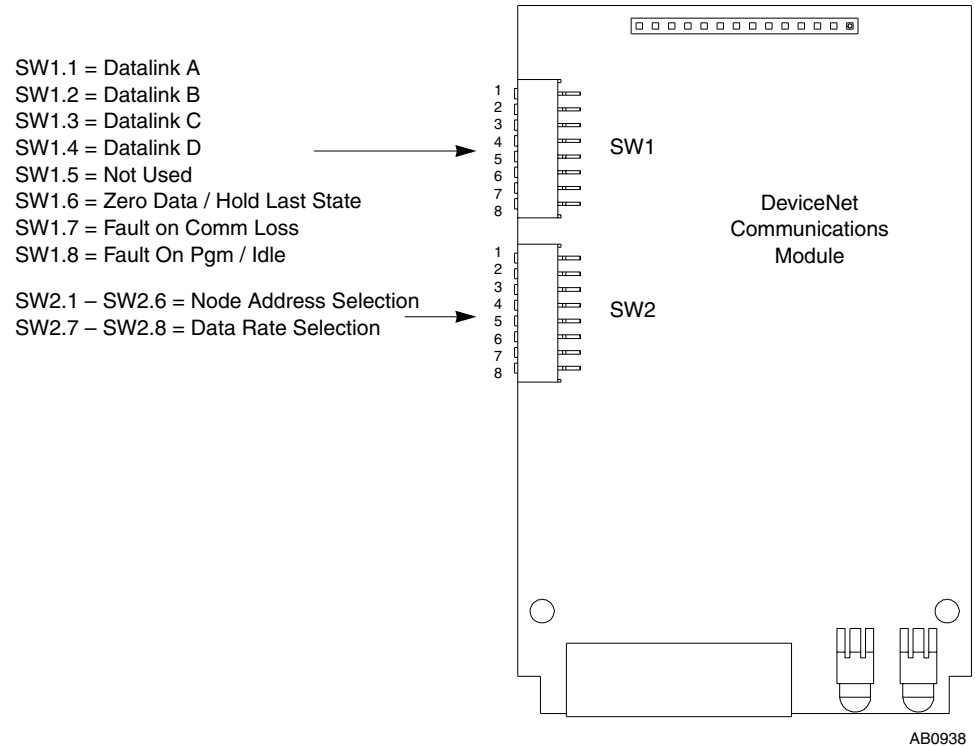 SW1.1 = Datalink A
SW1.2 = Datalink B
SW1.3 = Datalink C
SW1.4 = Datalink D
SW1.5 = Not Used
SW1.6 = Zero Data / Hold Last State
SW1.7 = Fault on Comm Loss
SW1.8 = Fault On Pgm / Idle
SW2.1 – SW2.6 = Node Address Selection
SW2.7 – SW2.8 = Data Rate Selection
1
2
3
4
5
6
7
8
SW1
1
2
3
4
5
6
7
8
SW2
DeviceNet
Communications
Module
AB0938